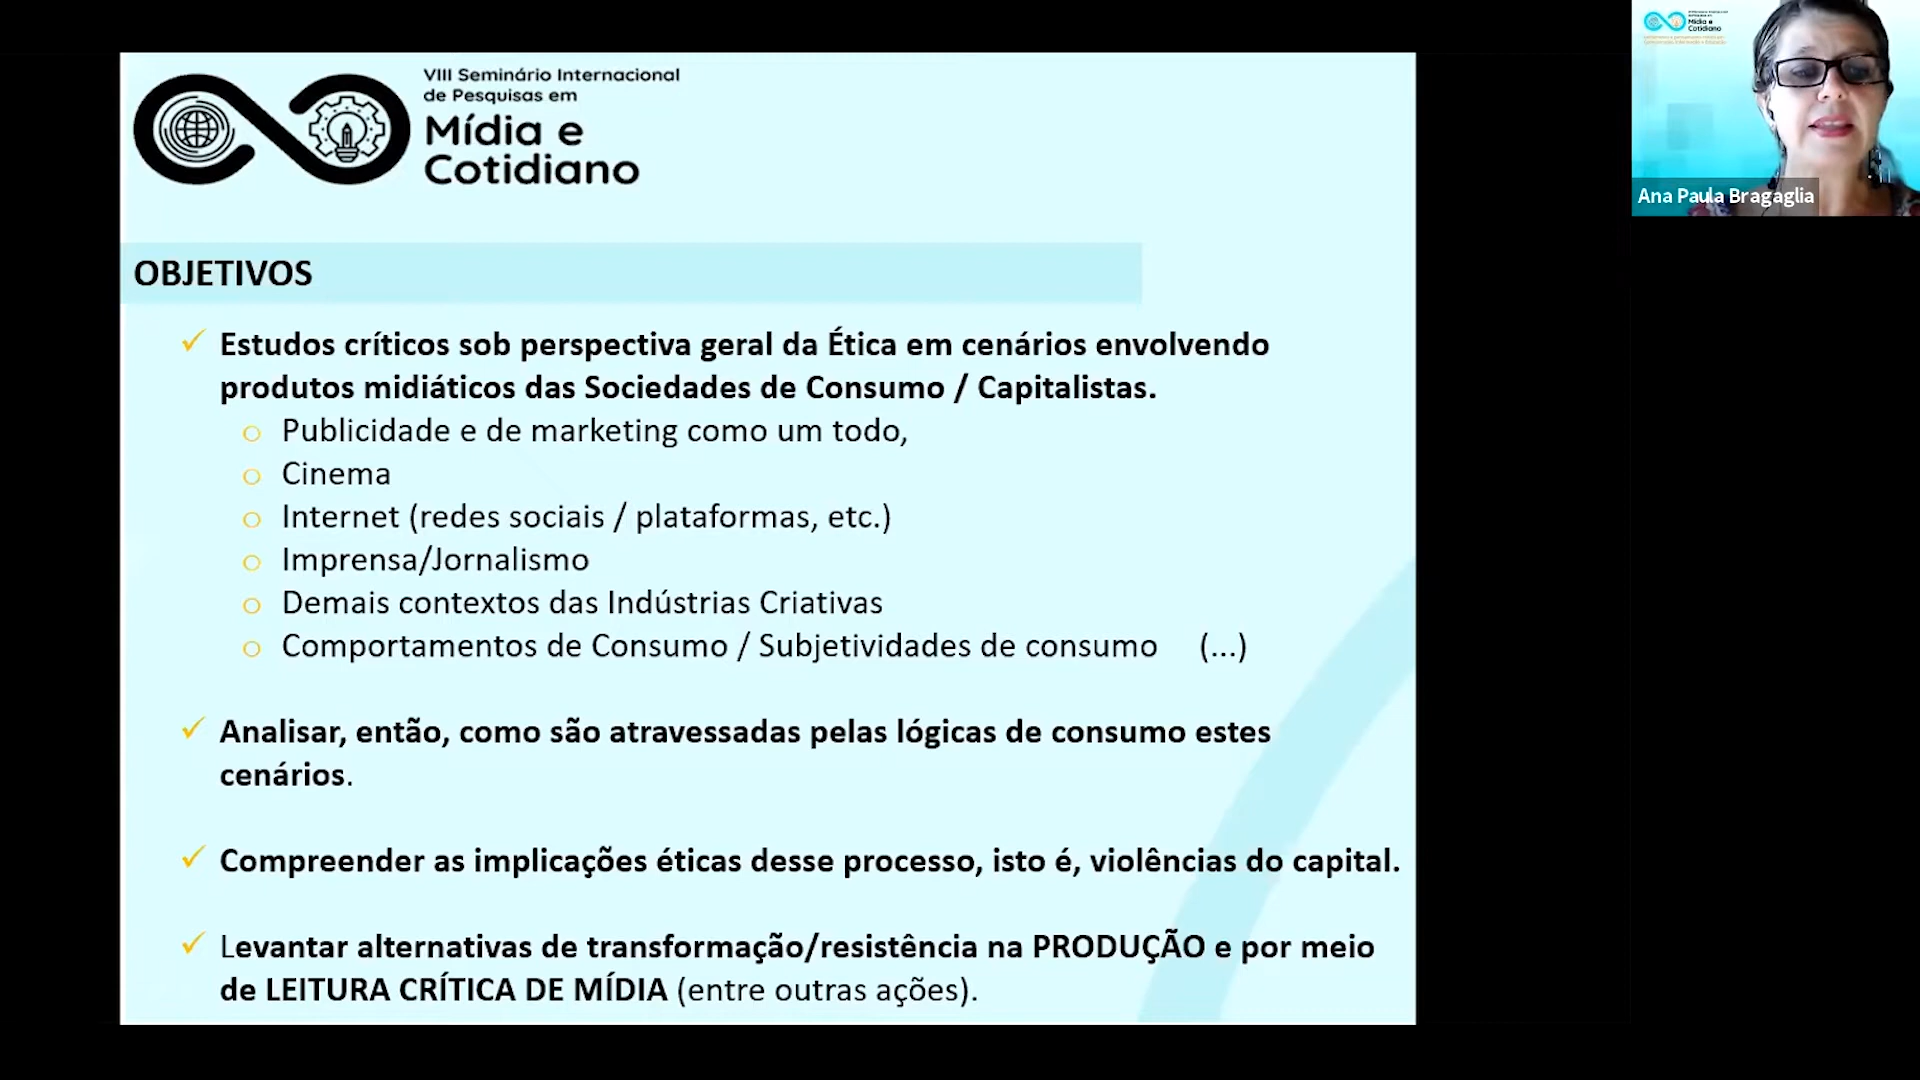 VIII Seminário Internacional
de Pesquisas em
Mídia e
Cotidiano
OBJETIVOS
✓ Estudos críticos sob perspectiva geral da Ética em cenários envolvendo
produtos midiáticos das Sociedades de Consumo / Capitalistas.
o Publicidade e de marketing como um todo,
o Cinema
o Internet (redes sociais / plataformas, etc.)
o Imprensa/Jornalismo
o Demais contextos das Indústrias Criativas
o Comportamentos de Consumo / Subjetividades de consumo (...)
✓ Analisar, então, como são atravessadas pelas lógicas de consumo estes
cenários.
✓ Compreender as implicações éticas desse processo, isto é, violências do capital.
✓ Levantar alternativas de transformação/resistência na PRODUÇÃO e por meio
de LEITURA CRÍTICA DE MÍDIA (entre outras ações).
Mídia e
Cotidiano
Ana Paula Bragaglia